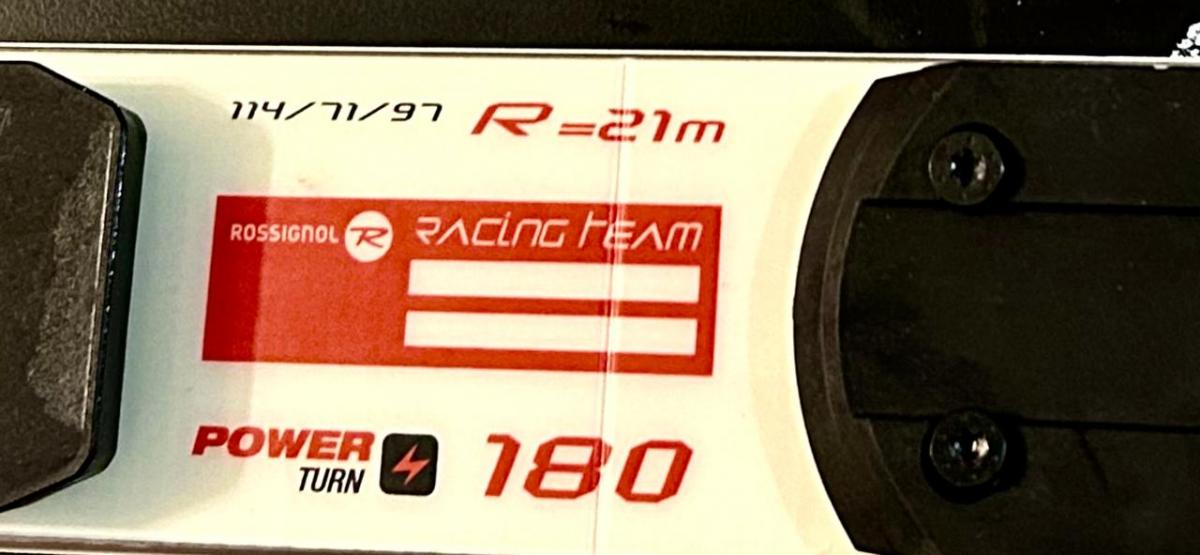 114/71/97 R=21m
ROSSIGNOL R RACING TEAM
POWER TURN 180